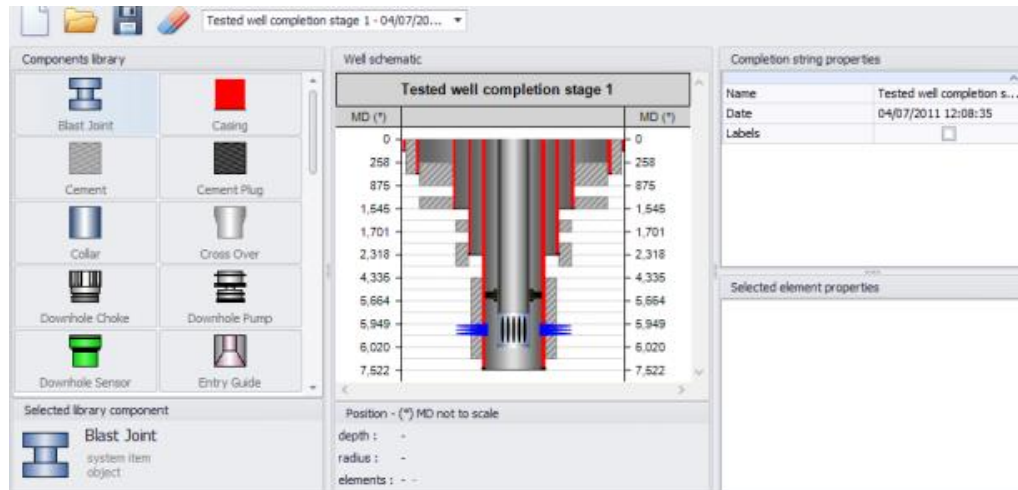 Tested well completion stage 1 - 04/07/20...
Components library
Blast Joint
Casing
Cement
Cement Plug
Collar
Cross Over
Downhole Choke
Downhole Pump
Downhole Sensor
Entry Guide
Selected library component
Blast Joint
system item
object
Well schematic
Tested well completion stage 1
MD (*)
MD (*)
0
0
258
258
875
875
1,545
1,545
1,701
1,701
2,318
2,318
4,335
4,335
5,664
5,664
5,949
5,949
6,020
6,020
7,522
7,522
Position - (*) MD not to scale
depth : -
radius : -
elements : - -
Completion string properties
Name Tested well completion s...
Date 04/07/2011 12:08:35
Labels
Selected element properties